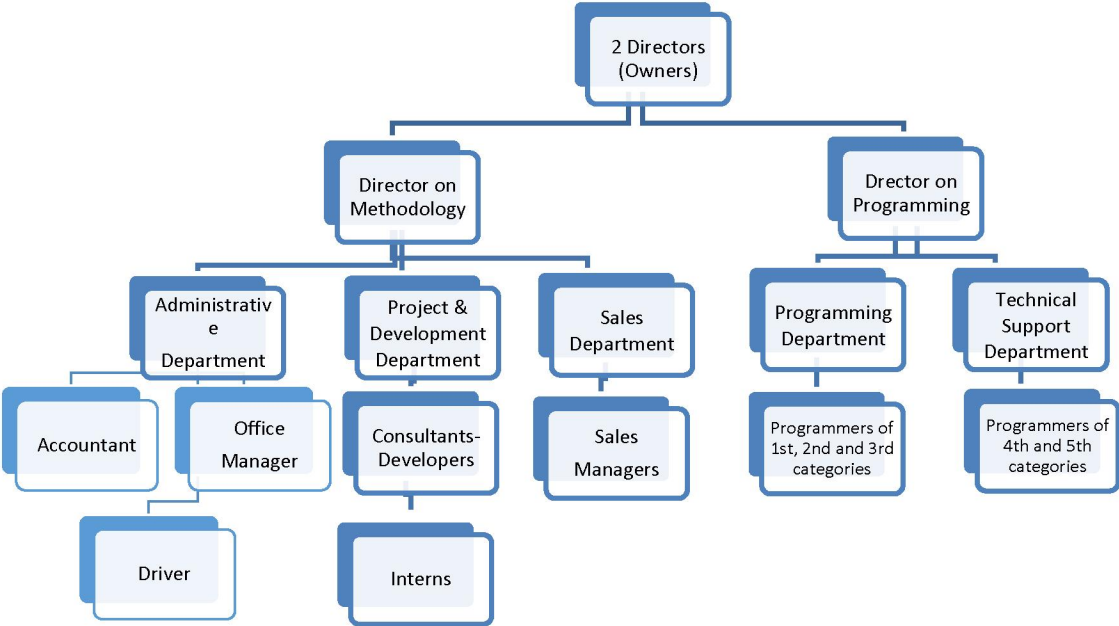 2 Directors
(Owners)
Director on
Methodology
Drector on
Programming
Administrativ
e
Department
Project &
Development
Department
Sales
Department
Programming
Department
Technical
Support
Department
Accountant
Office
Manager
Consultants-
Developers
Sales
Managers
Programmers of
1st, 2nd and 3rd
categories
Programmers of
4th and 5th
categories
Driver
Interns